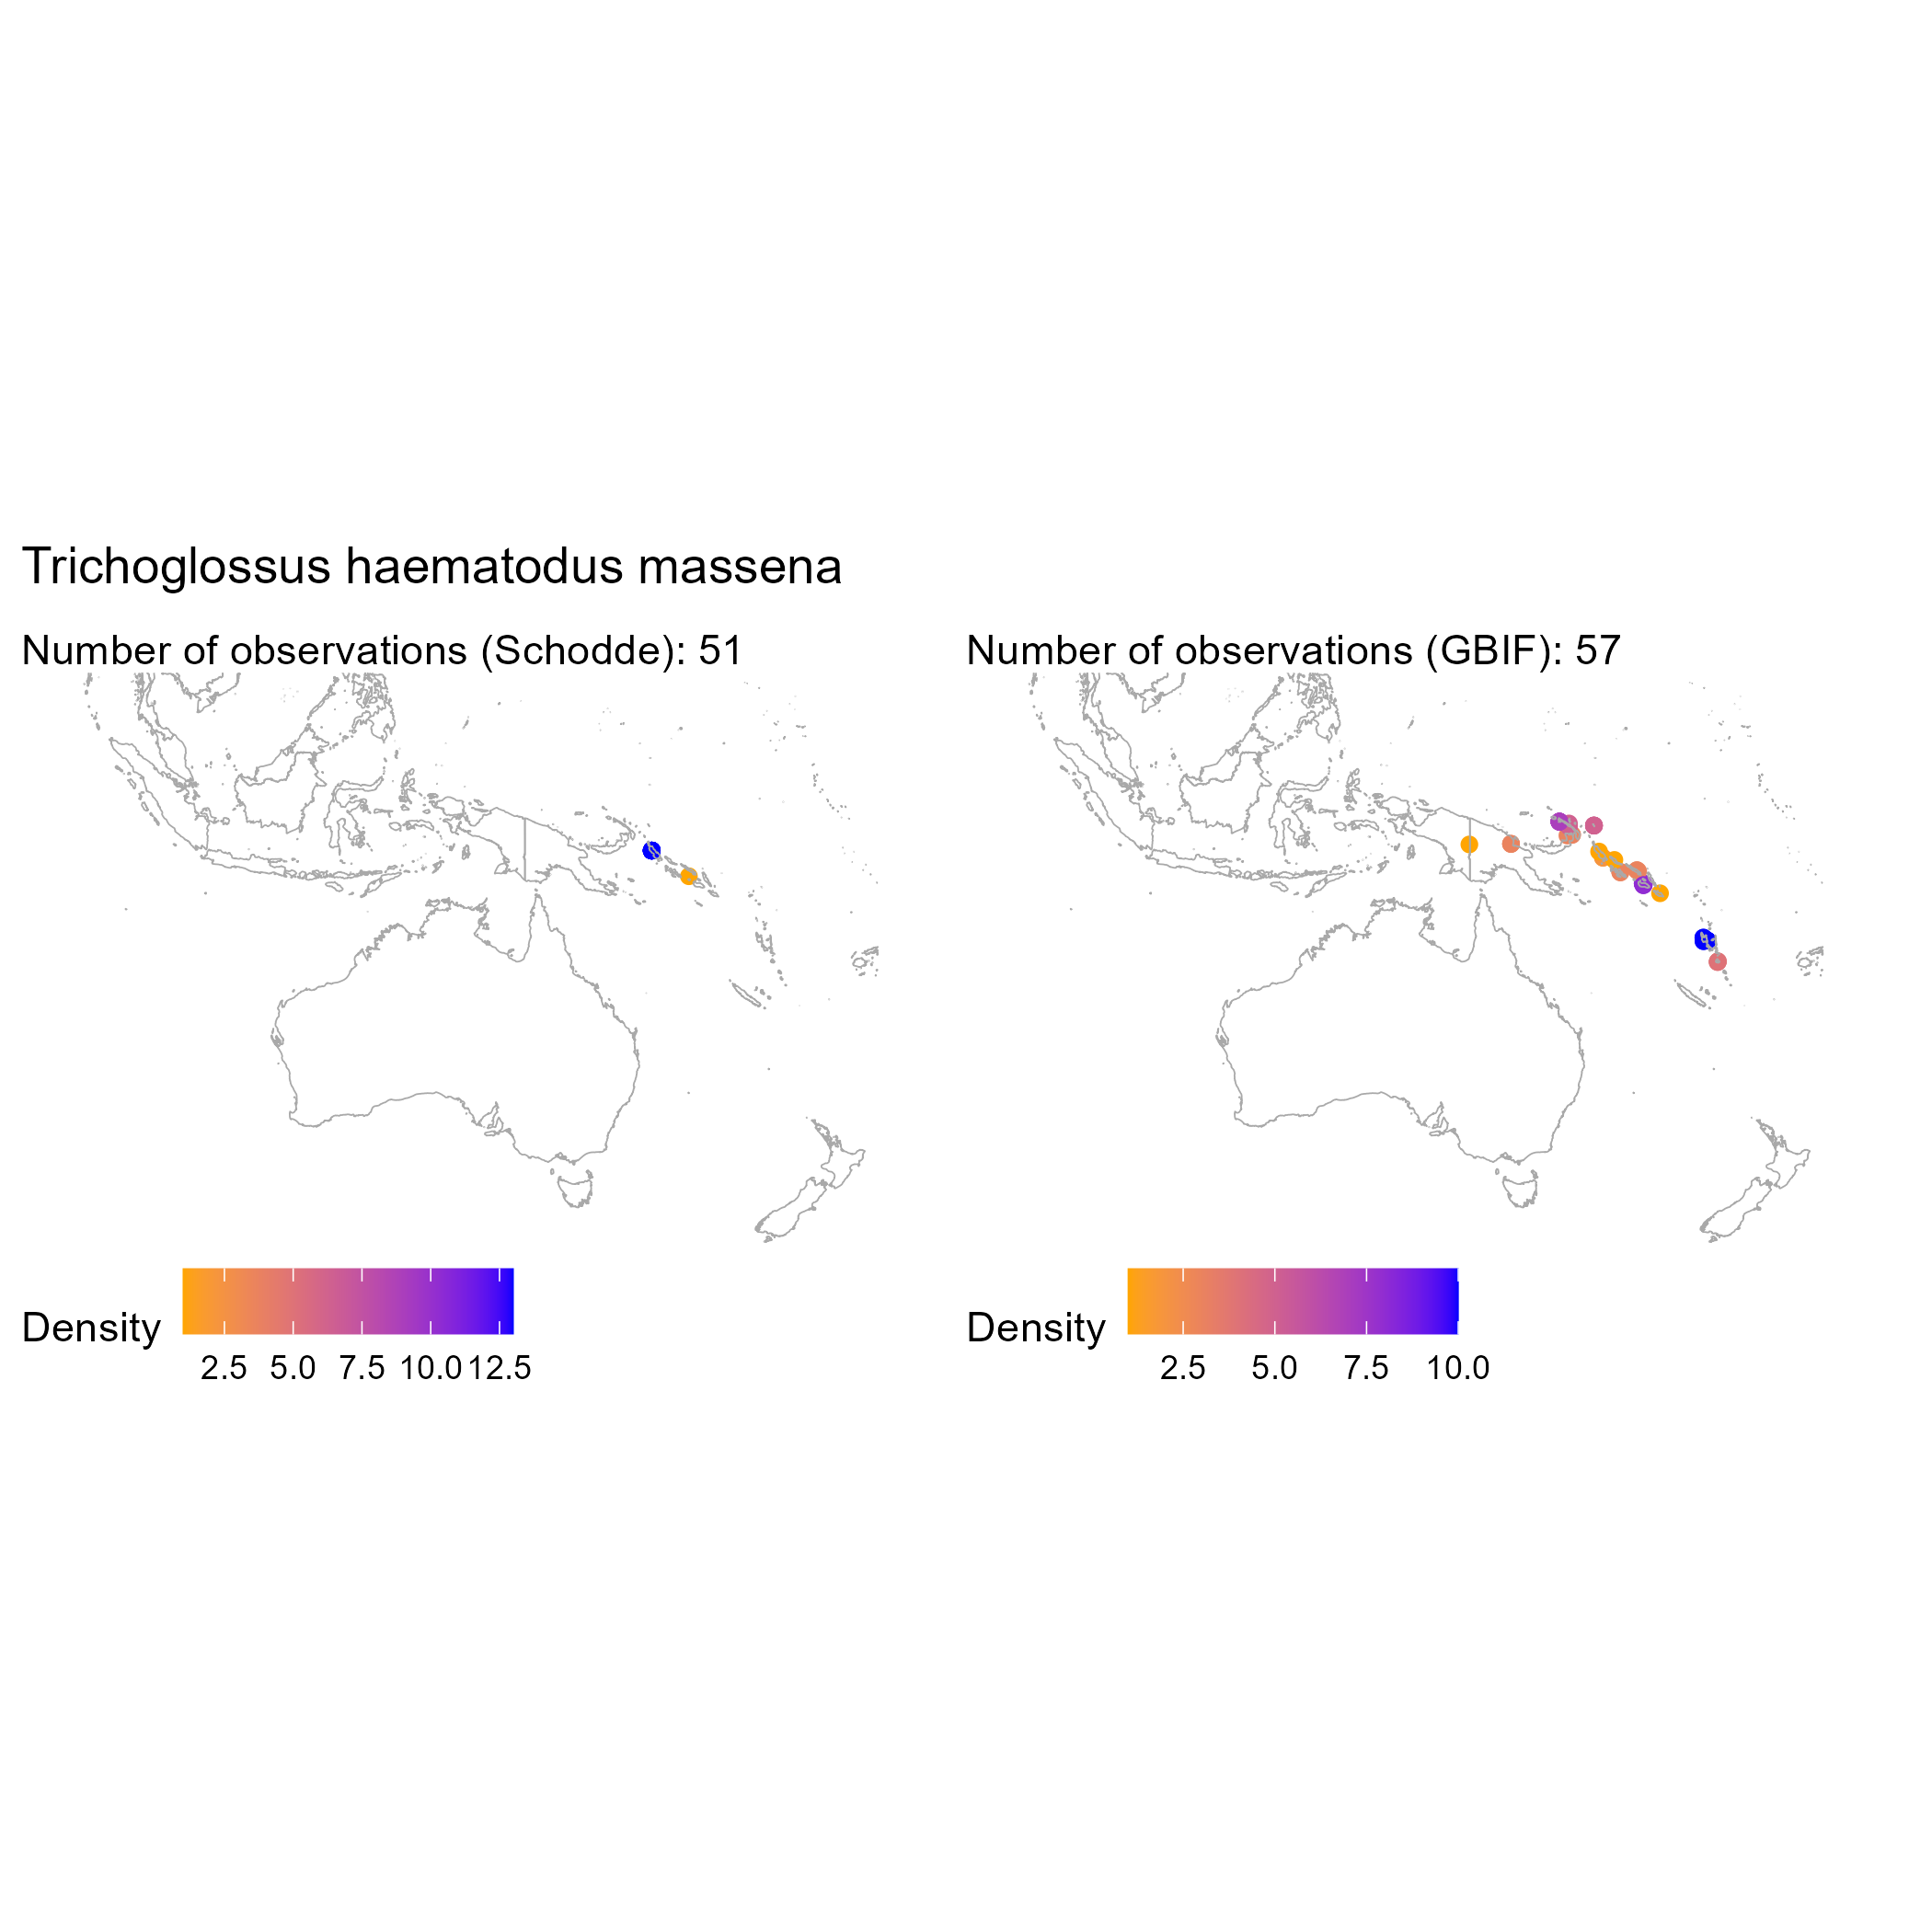 Trichoglossus haematodus massena
Number of observations (Schodde): 51
Number of observations (GBIF): 57
Density
2.5 5.0 7.5 10.0 12.5
Density
2.5 5.0 7.5 10.0